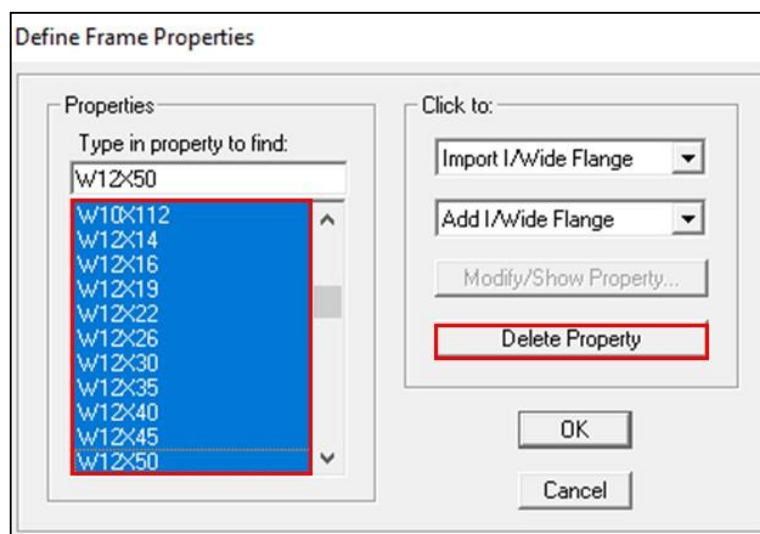 Define Frame Properties
Properties
Type in property to find:
W12X50
W10X112
W12X14
W12X16
W12X19
W12X22
W12X26
W12X30
W12X35
W12X40
W12X45
W12X50
Click to:
Import I/Wide Flange
Add I/Wide Flange
Modify/Show Property...
Delete Property
OK
Cancel